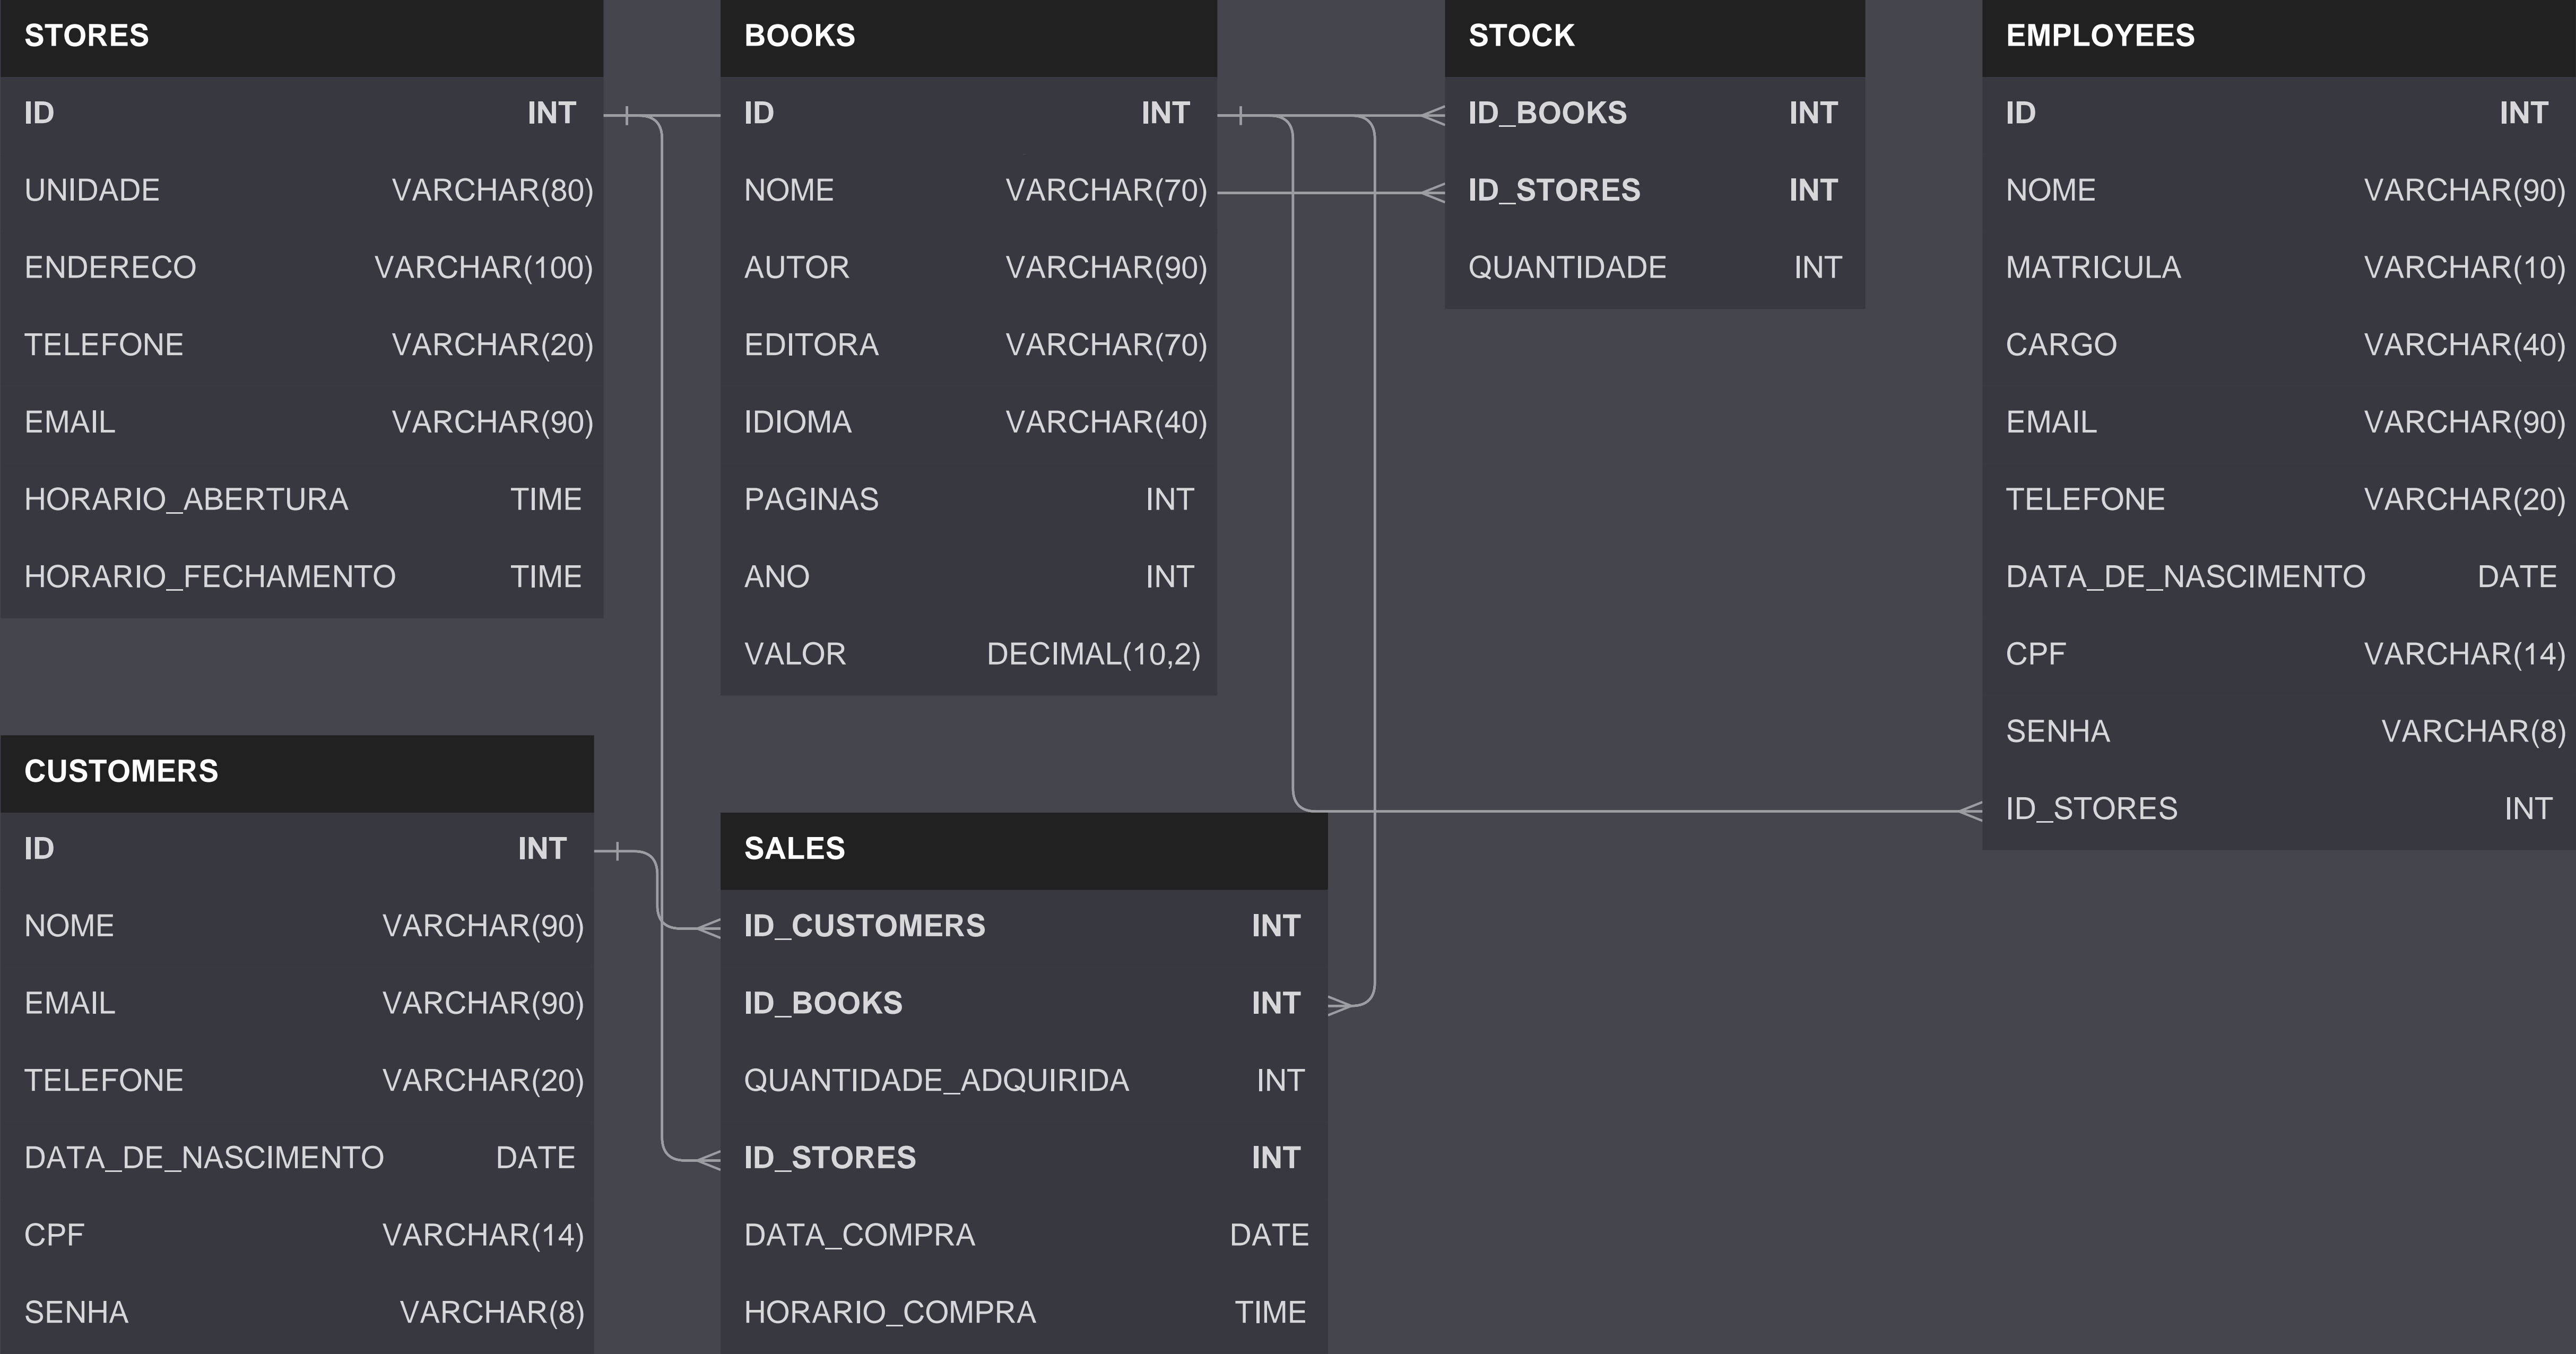 STORES
ID INT
UNIDADE VARCHAR(80)
ENDERECO VARCHAR(100)
TELEFONE VARCHAR(20)
EMAIL VARCHAR(90)
HORARIO_ABERTURA TIME
HORARIO_FECHAMENTO TIME
BOOKS
ID INT
NOME VARCHAR(70)
AUTOR VARCHAR(90)
EDITORA VARCHAR(70)
IDIOMA VARCHAR(40)
PAGINAS INT
ANO INT
VALOR DECIMAL(10,2)
STOCK
ID_BOOKS INT
ID_STORES INT
QUANTIDADE INT
EMPLOYEES
ID INT
NOME VARCHAR(90)
MATRICULA VARCHAR(10)
CARGO VARCHAR(40)
EMAIL VARCHAR(90)
TELEFONE VARCHAR(20)
DATA_DE_NASCIMENTO DATE
CPF VARCHAR(14)
SENHA VARCHAR(8)
ID_STORES INT
CUSTOMERS
ID INT
NOME VARCHAR(90)
EMAIL VARCHAR(90)
TELEFONE VARCHAR(20)
DATA_DE_NASCIMENTO DATE
CPF VARCHAR(14)
SENHA VARCHAR(8)
SALES
ID_CUSTOMERS INT
ID_BOOKS INT
QUANTIDADE_ADQUIRIDA INT
ID_STORES INT
DATA_COMPRA DATE
HORARIO_COMPRA TIME